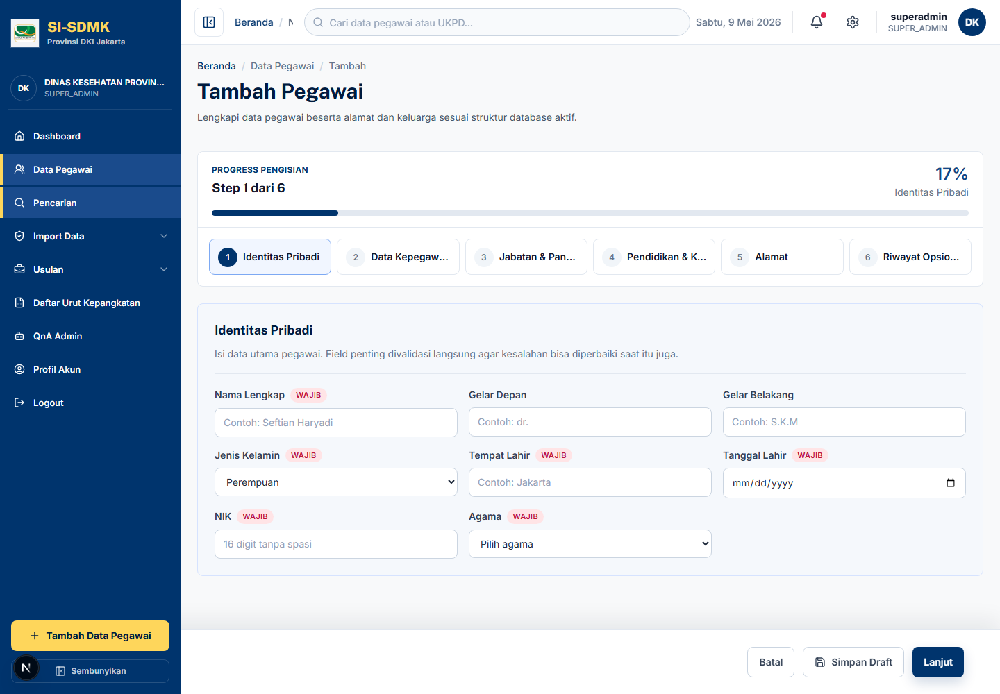 SI-SDMK
Provinsi DKI Jakarta
DK
DINAS KESEHATAN PROVIN...
SUPER_ADMIN
Dashboard
Data Pegawai
Pencarian
Import Data
Usulan
Daftar Urut Kepangkatan
QnA Admin
Profil Akun
Logout
+ Tambah Data Pegawai
N
Sembunyikan
Beranda / N
Cari data pegawai atau UKPD...
Sabtu, 9 Mei 2026
superadmin
SUPER_ADMIN
DK
Beranda / Data Pegawai / Tambah
Tambah Pegawai
Lengkapi data pegawai beserta alamat dan keluarga sesuai struktur database aktif.
PROGRESS PENGISIAN
Step 1 dari 6
17%
Identitas Pribadi
1 Identitas Pribadi
2 Data Kepegaw...
3 Jabatan & Pan...
4 Pendidikan & K...
5 Alamat
6 Riwayat Opsio...
Identitas Pribadi
Isi data utama pegawai. Field penting divalidasi langsung agar kesalahan bisa diperbaiki saat itu juga.
Nama Lengkap WAJIB
Contoh: Seftian Haryadi
Gelar Depan
Contoh: dr.
Gelar Belakang
Contoh: S.K.M
Jenis Kelamin WAJIB
Perempuan
Tempat Lahir WAJIB
Contoh: Jakarta
Tanggal Lahir WAJIB
mm/dd/yyyy
NIK WAJIB
16 digit tanpa spasi
Agama WAJIB
Pilih agama
Batal
Simpan Draft
Lanjut